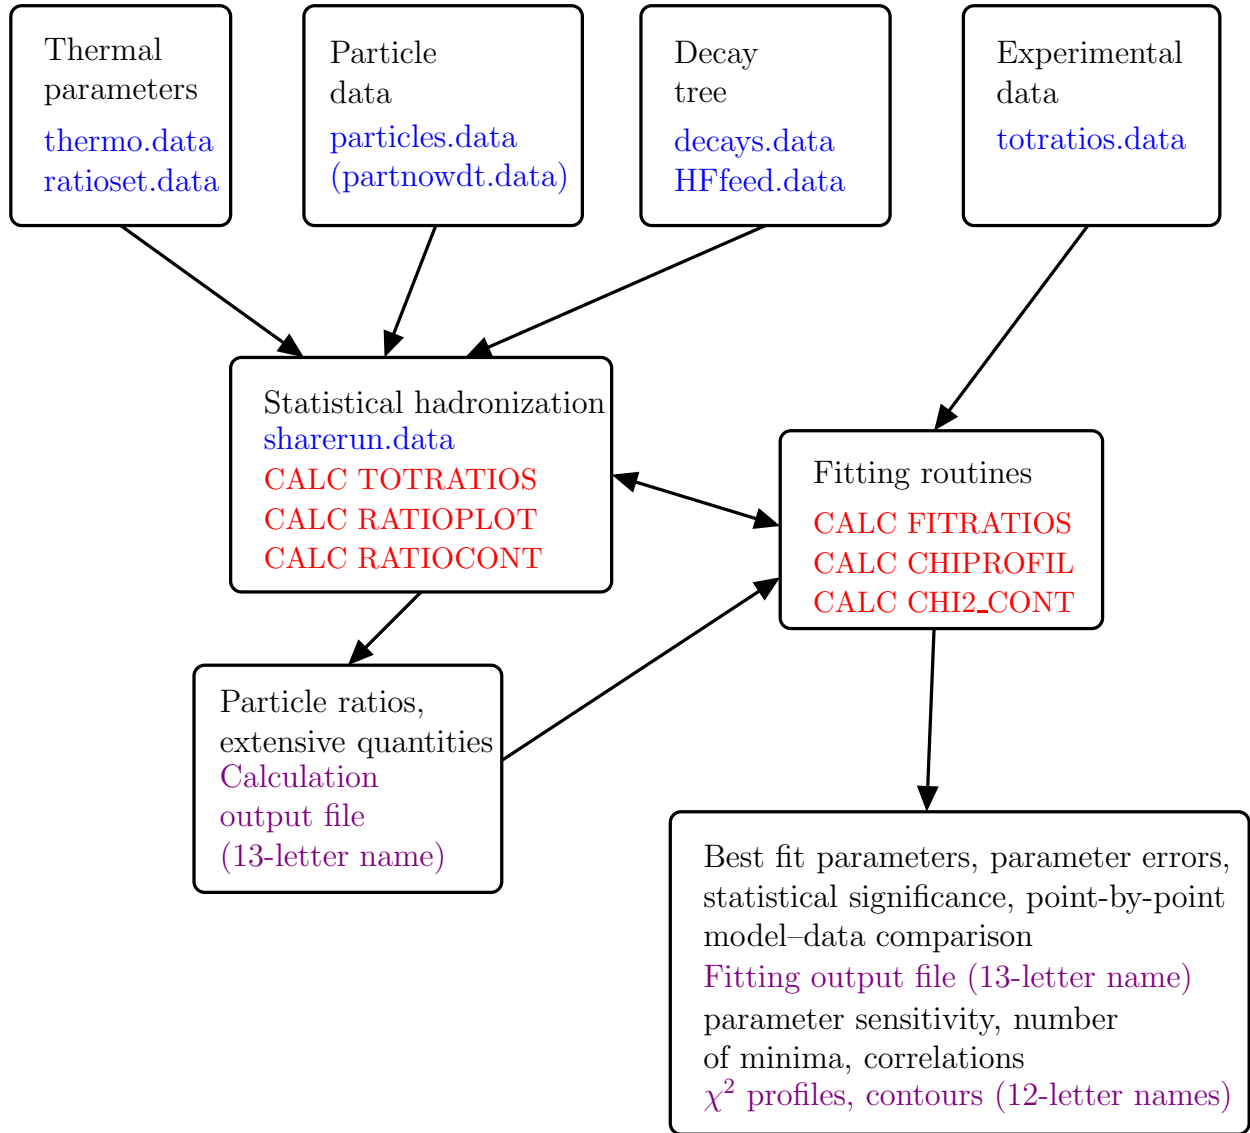 Thermal
parameters
thermo.data
ratioset.data
Particle
data
particles.data
(partnowdt.data)
Decay
tree
decays.data
HFfeed.data
Experimental
data
totratios.data
Statistical hadronization
sharerun.data
CALC TOTRATIOS
CALC RATIOPLOT
CALC RATIOCONT
Fitting routines
CALC FITRATIOS
CALC CHIPROFIL
CALC CHI2_CONT
Particle ratios,
extensive quantities
Calculation
output file
(13-letter name)
Best fit parameters, parameter errors,
statistical significance, point-by-point
model–data comparison
Fitting output file (13-letter name)
parameter sensitivity, number
of minima, correlations
χ² profiles, contours (12-letter names)